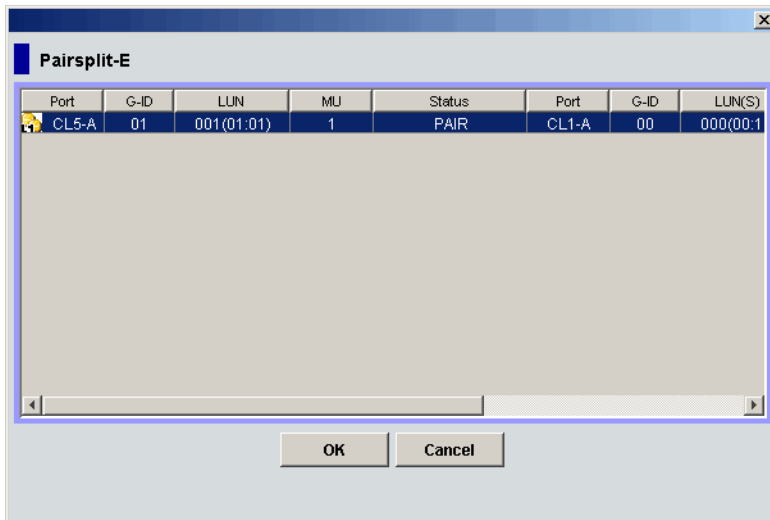 Pairsplit-E
Port G-ID LUN MU Status Port G-ID LUN(S)
L1 CL5-A 01 001(01:01) 1 PAIR CL1-A 00 000(00:1
OK Cancel